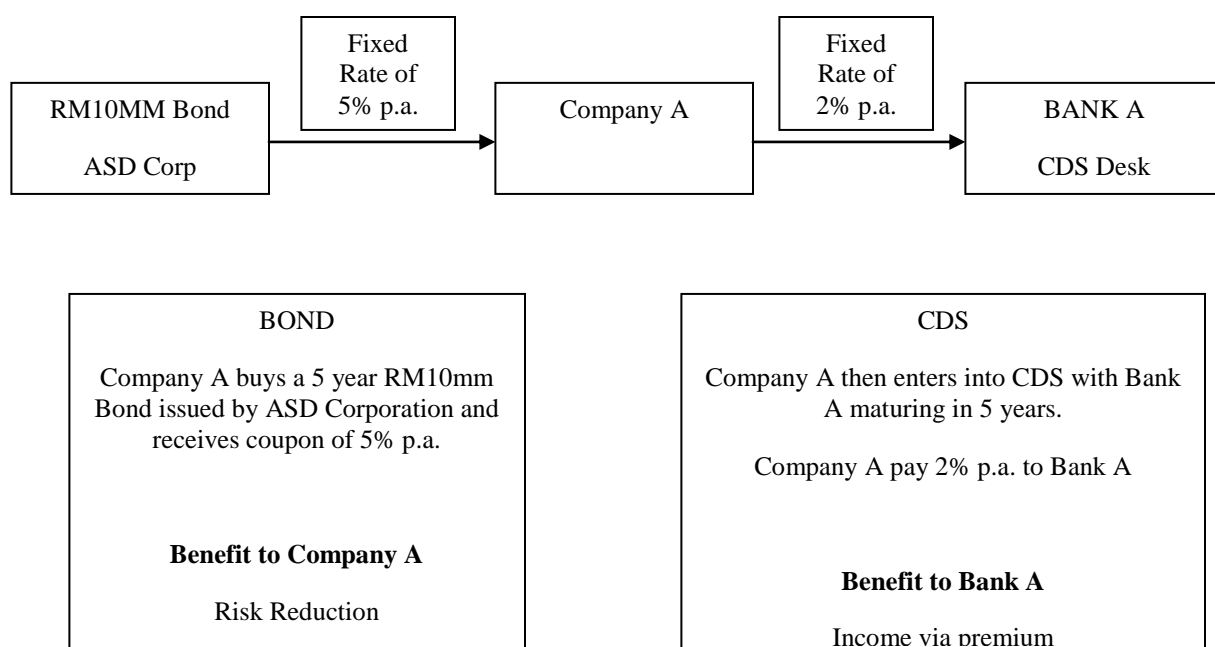 Fixed
Rate of
5% p.a.
Fixed
Rate of
2% p.a.
RM10MM Bond
ASD Corp
Company A
BANK A
CDS Desk
BOND
Company A buys a 5 year RM10mm
Bond issued by ASD Corporation and
receives coupon of 5% p.a.
Benefit to Company A
Risk Reduction
CDS
Company A then enters into CDS with Bank
A maturing in 5 years.
Company A pay 2% p.a. to Bank A
Benefit to Bank A
Income via premium